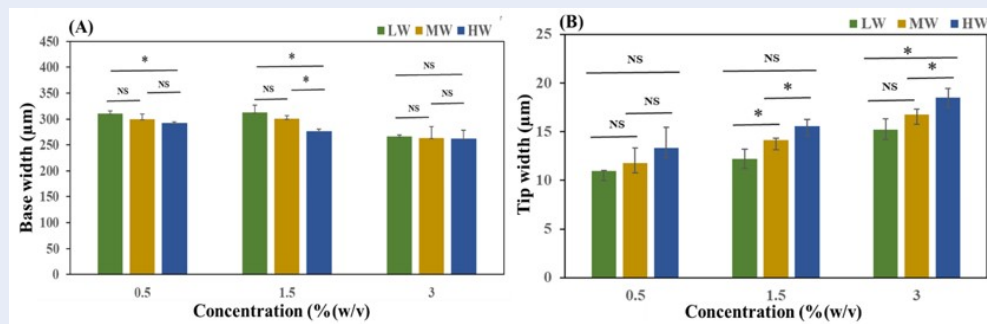 (A)
LW MW HW
450
400
350
300
250
200
150
100
50
0
Base width (µm)
*
NS NS
*
NS *
NS
NS NS
0.5 1.5 3
Concentration (%(w/v)
(B)
LW MW HW
25
20
15
10
5
0
Tip width (µm)
NS
NS NS
NS
* *
*
NS *
0.5 1.5 3
Concentration (%(w/v)